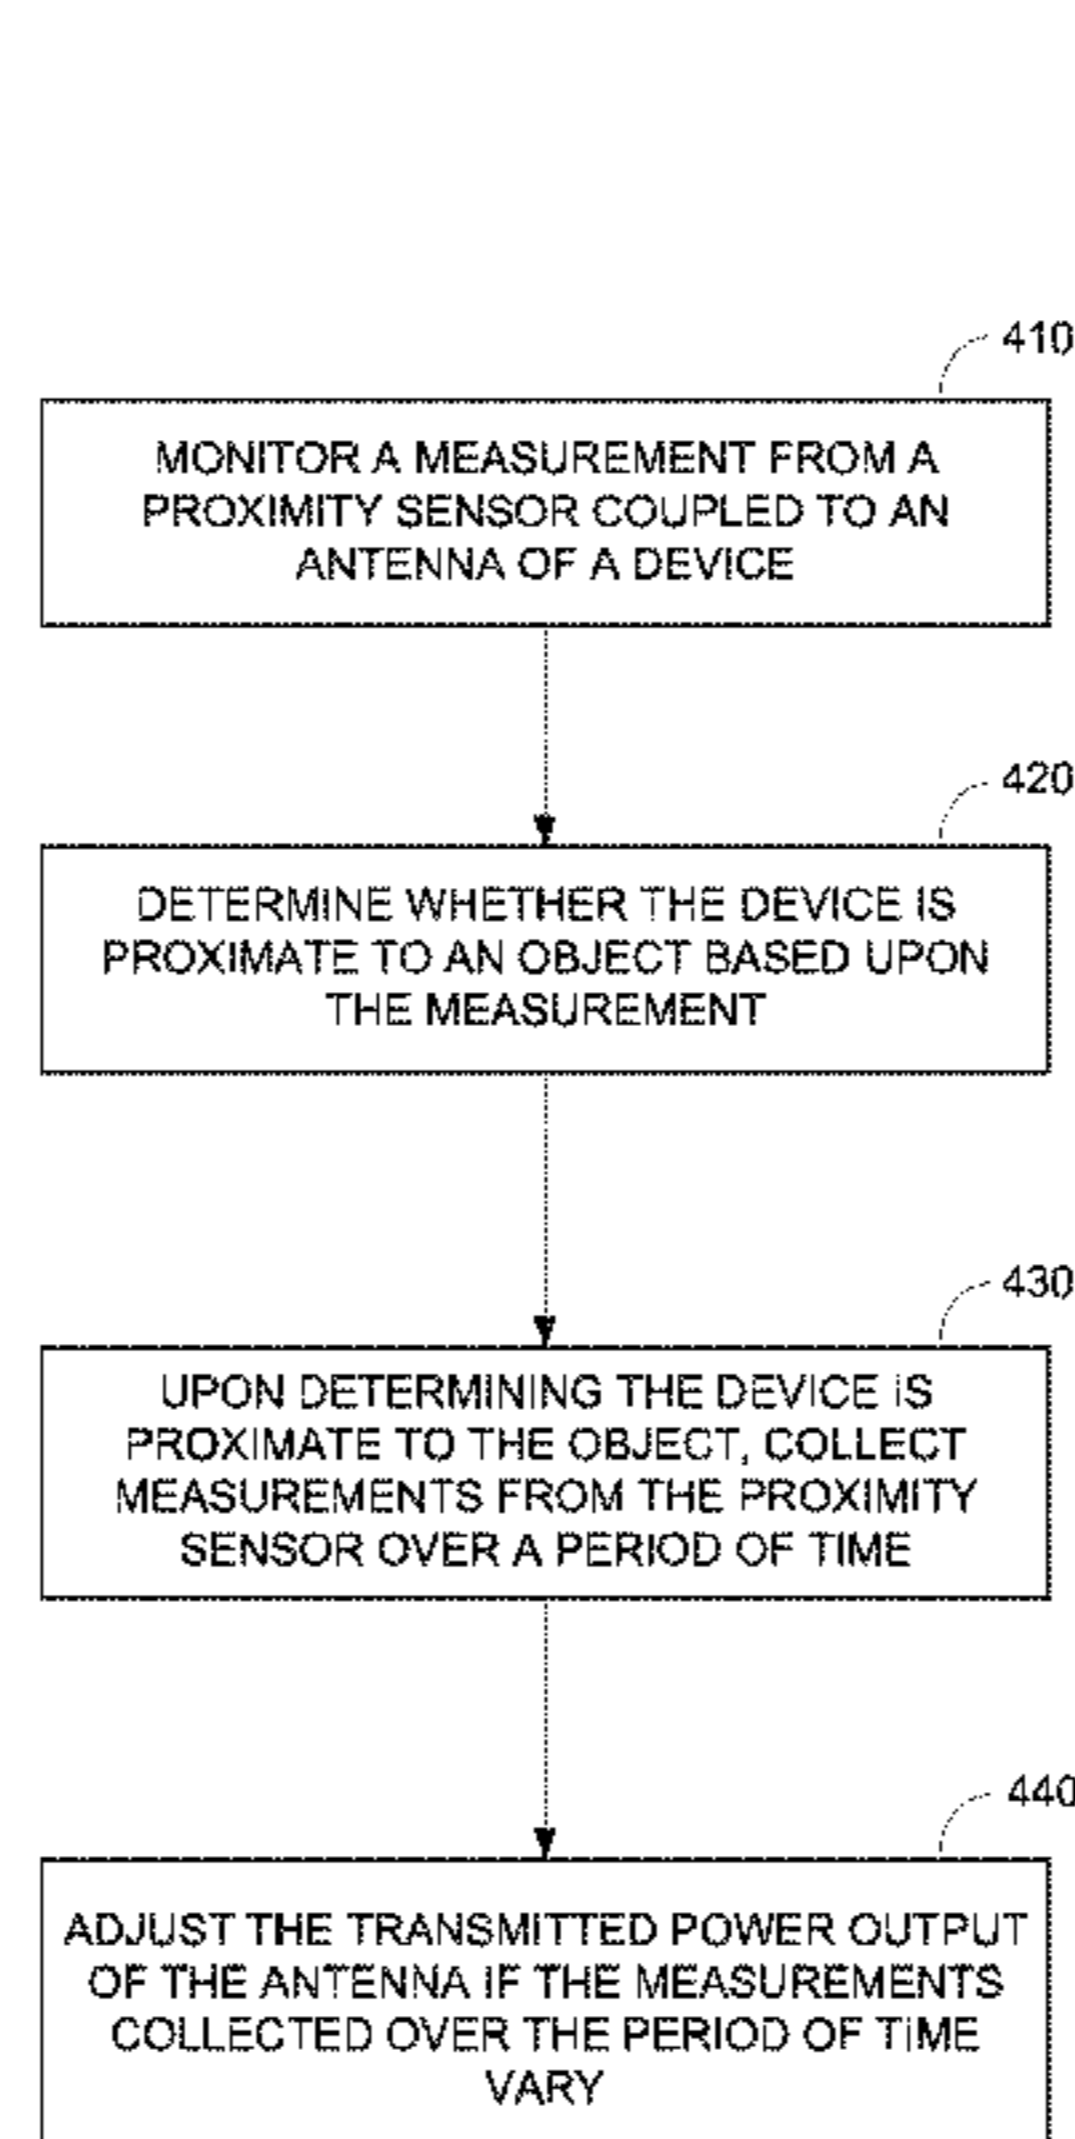 410
MONITOR A MEASUREMENT FROM A
PROXIMITY SENSOR COUPLED TO AN
ANTENNA OF A DEVICE
420
DETERMINE WHETHER THE DEVICE IS
PROXIMATE TO AN OBJECT BASED UPON
THE MEASUREMENT
430
UPON DETERMINING THE DEVICE IS
PROXIMATE TO THE OBJECT, COLLECT
MEASUREMENTS FROM THE PROXIMITY
SENSOR OVER A PERIOD OF TIME
440
ADJUST THE TRANSMITTED POWER OUTPUT
OF THE ANTENNA IF THE MEASUREMENTS
COLLECTED OVER THE PERIOD OF TIME
VARY